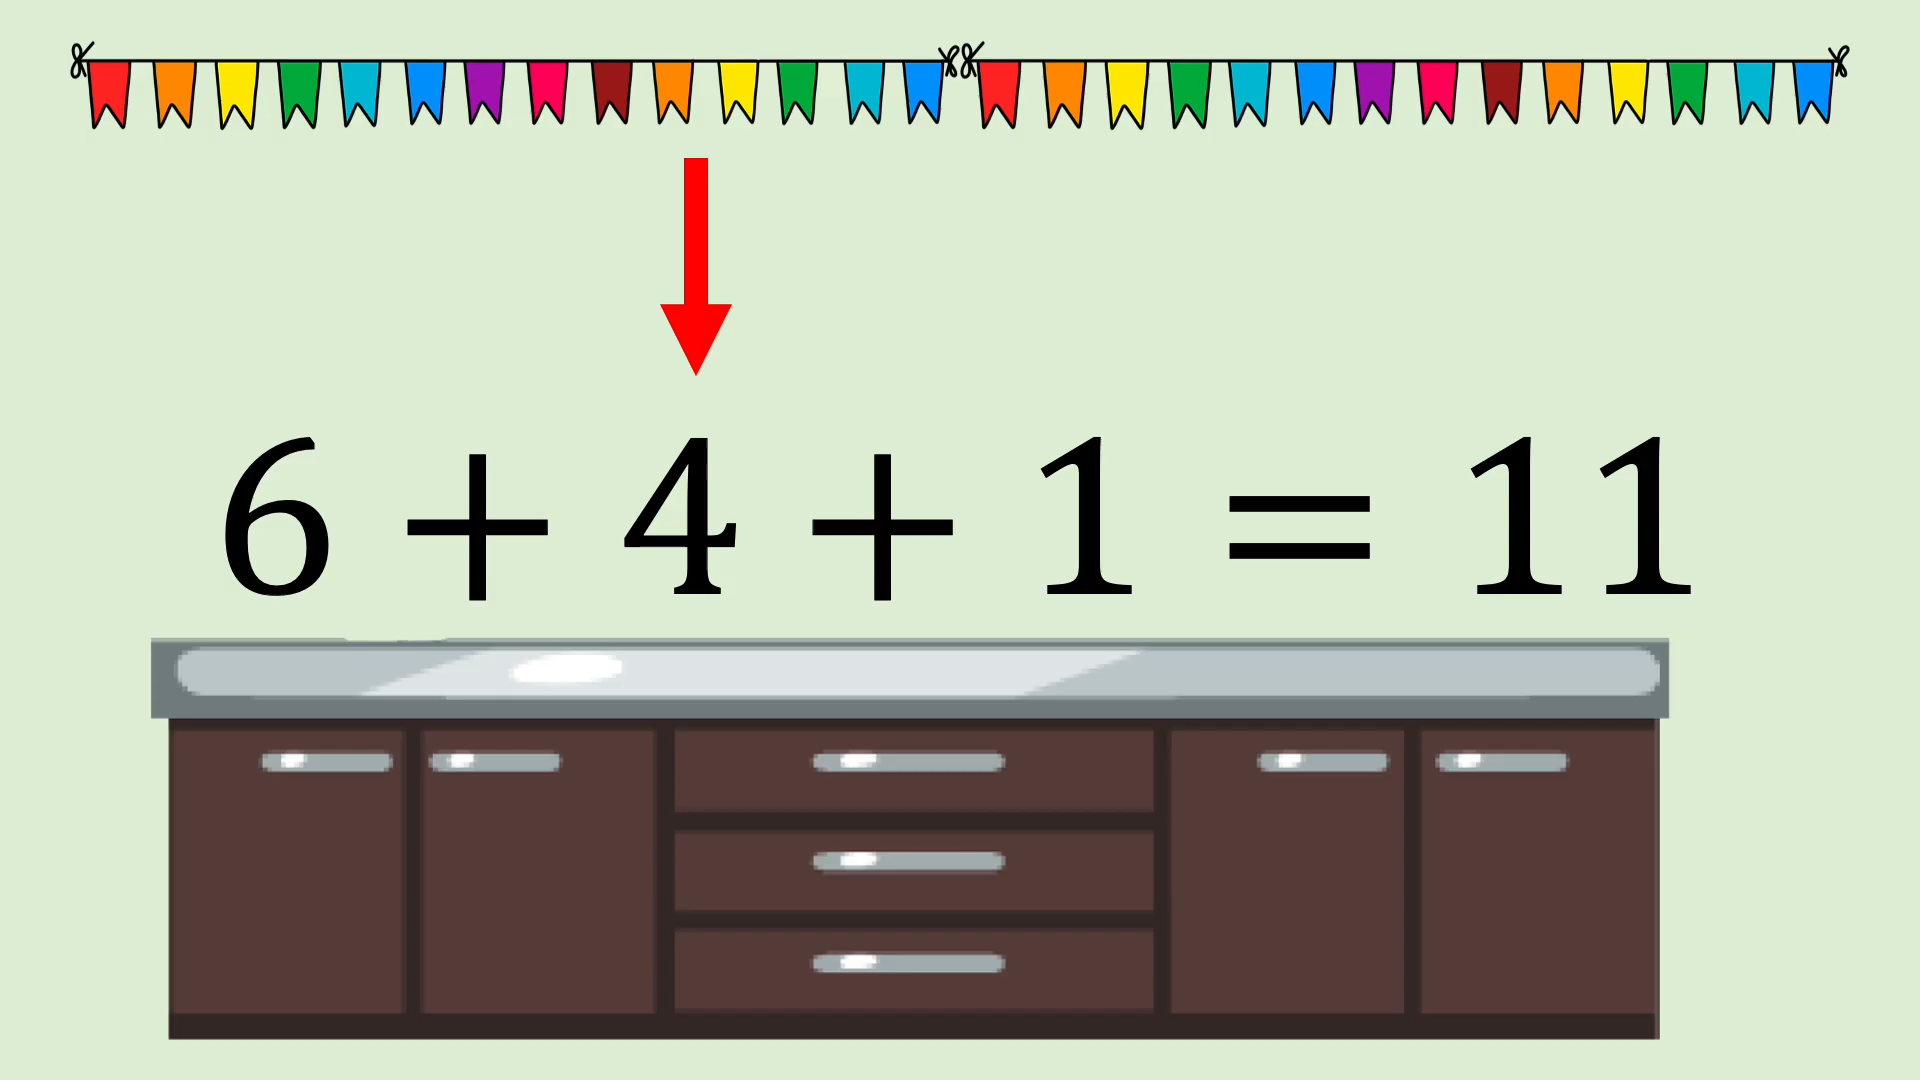 6 + 4 + 1 = 11